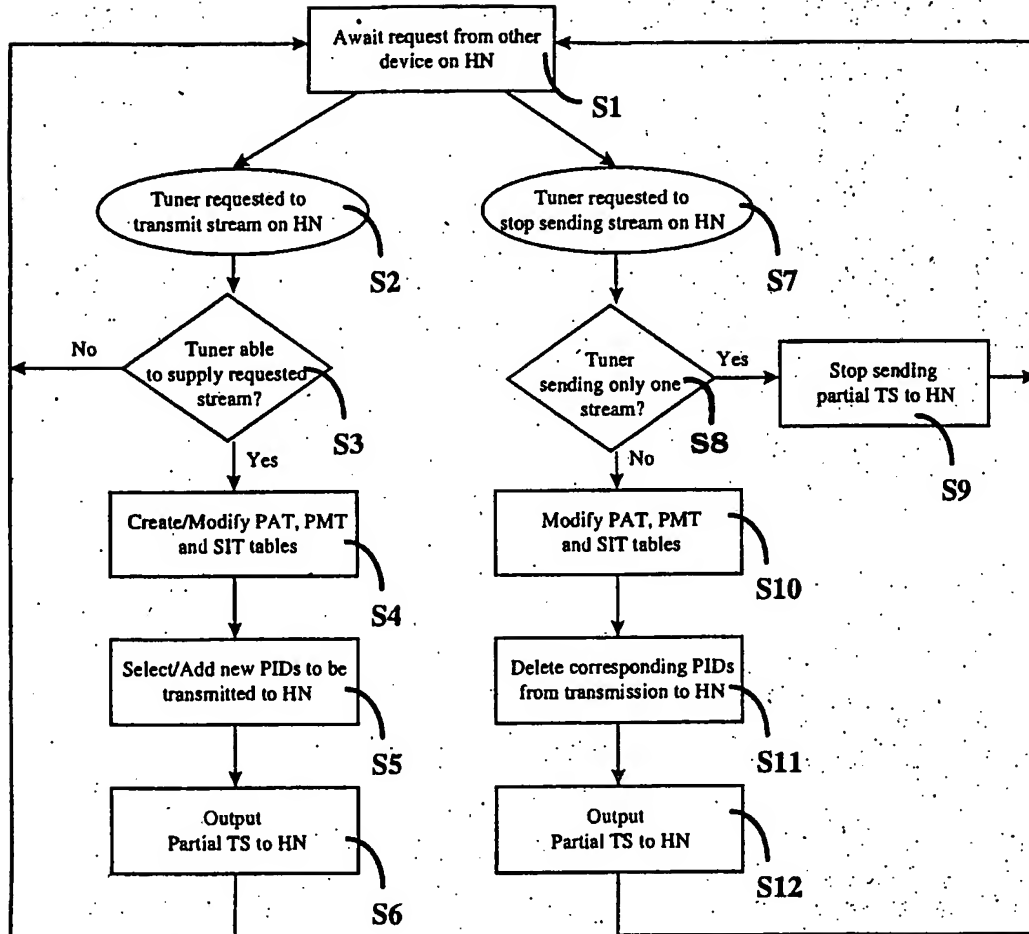 Await request from other
device on HN
S1
Tuner requested to
transmit stream on HN
S2
Tuner requested to
stop sending stream on HN
S7
No
Tuner able
to supply requested
stream?
S3
Yes
Tuner
sending only one
stream?
S8
Yes
Stop sending
partial TS to HN
S9
No
Create/Modify PAT, PMT
and SIT tables
S4
Modify PAT, PMT
and SIT tables
S10
Select/Add new PIDs to be
transmitted to HN
S5
Delete corresponding PIDs
from transmission to HN
S11
Output
Partial TS to HN
S6
Output
Partial TS to HN
S12